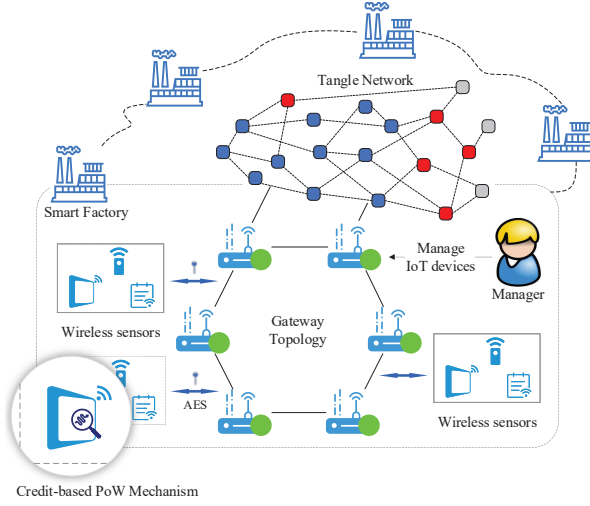 Tangle Network
Smart Factory
Manage
IoT devices
Manager
Wireless sensors
Gateway
Topology
AES
Wireless sensors
Credit-based PoW Mechanism